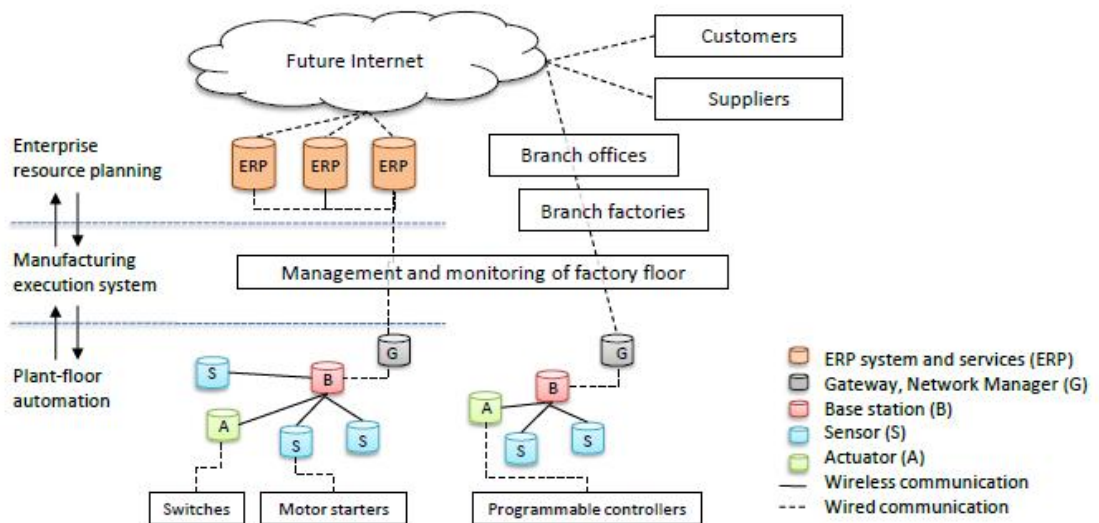 Future Internet
Customers
Suppliers
Enterprise
resource planning
ERP
ERP
ERP
Branch offices
Branch factories
Manufacturing
execution system
Management and monitoring of factory floor
Plant-floor
automation
G
S
B
A
S
S
G
B
A
S
S
Switches
Motor starters
Programmable controllers
ERP system and services (ERP)
Gateway, Network Manager (G)
Base station (B)
Sensor (S)
Actuator (A)
Wireless communication
Wired communication